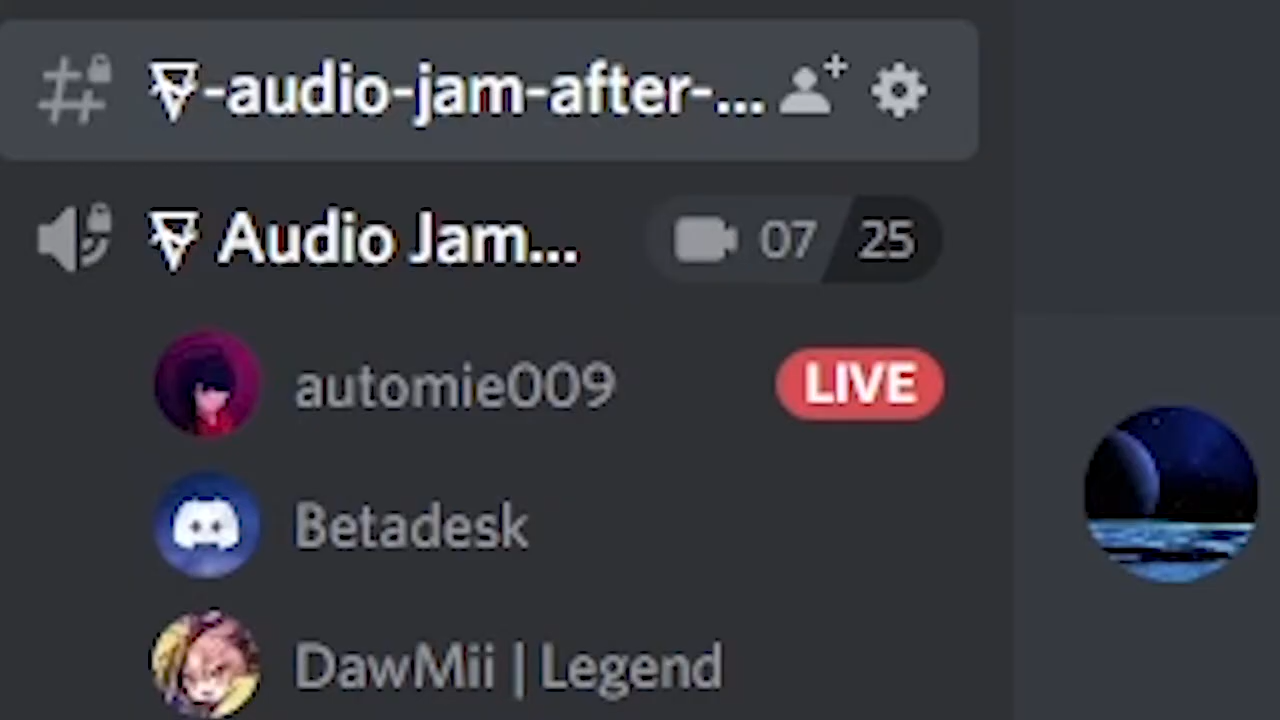 -audio-jam-after-...
Audio Jam... 07 25
automie009 LIVE
Betadesk
DawMii | Legend